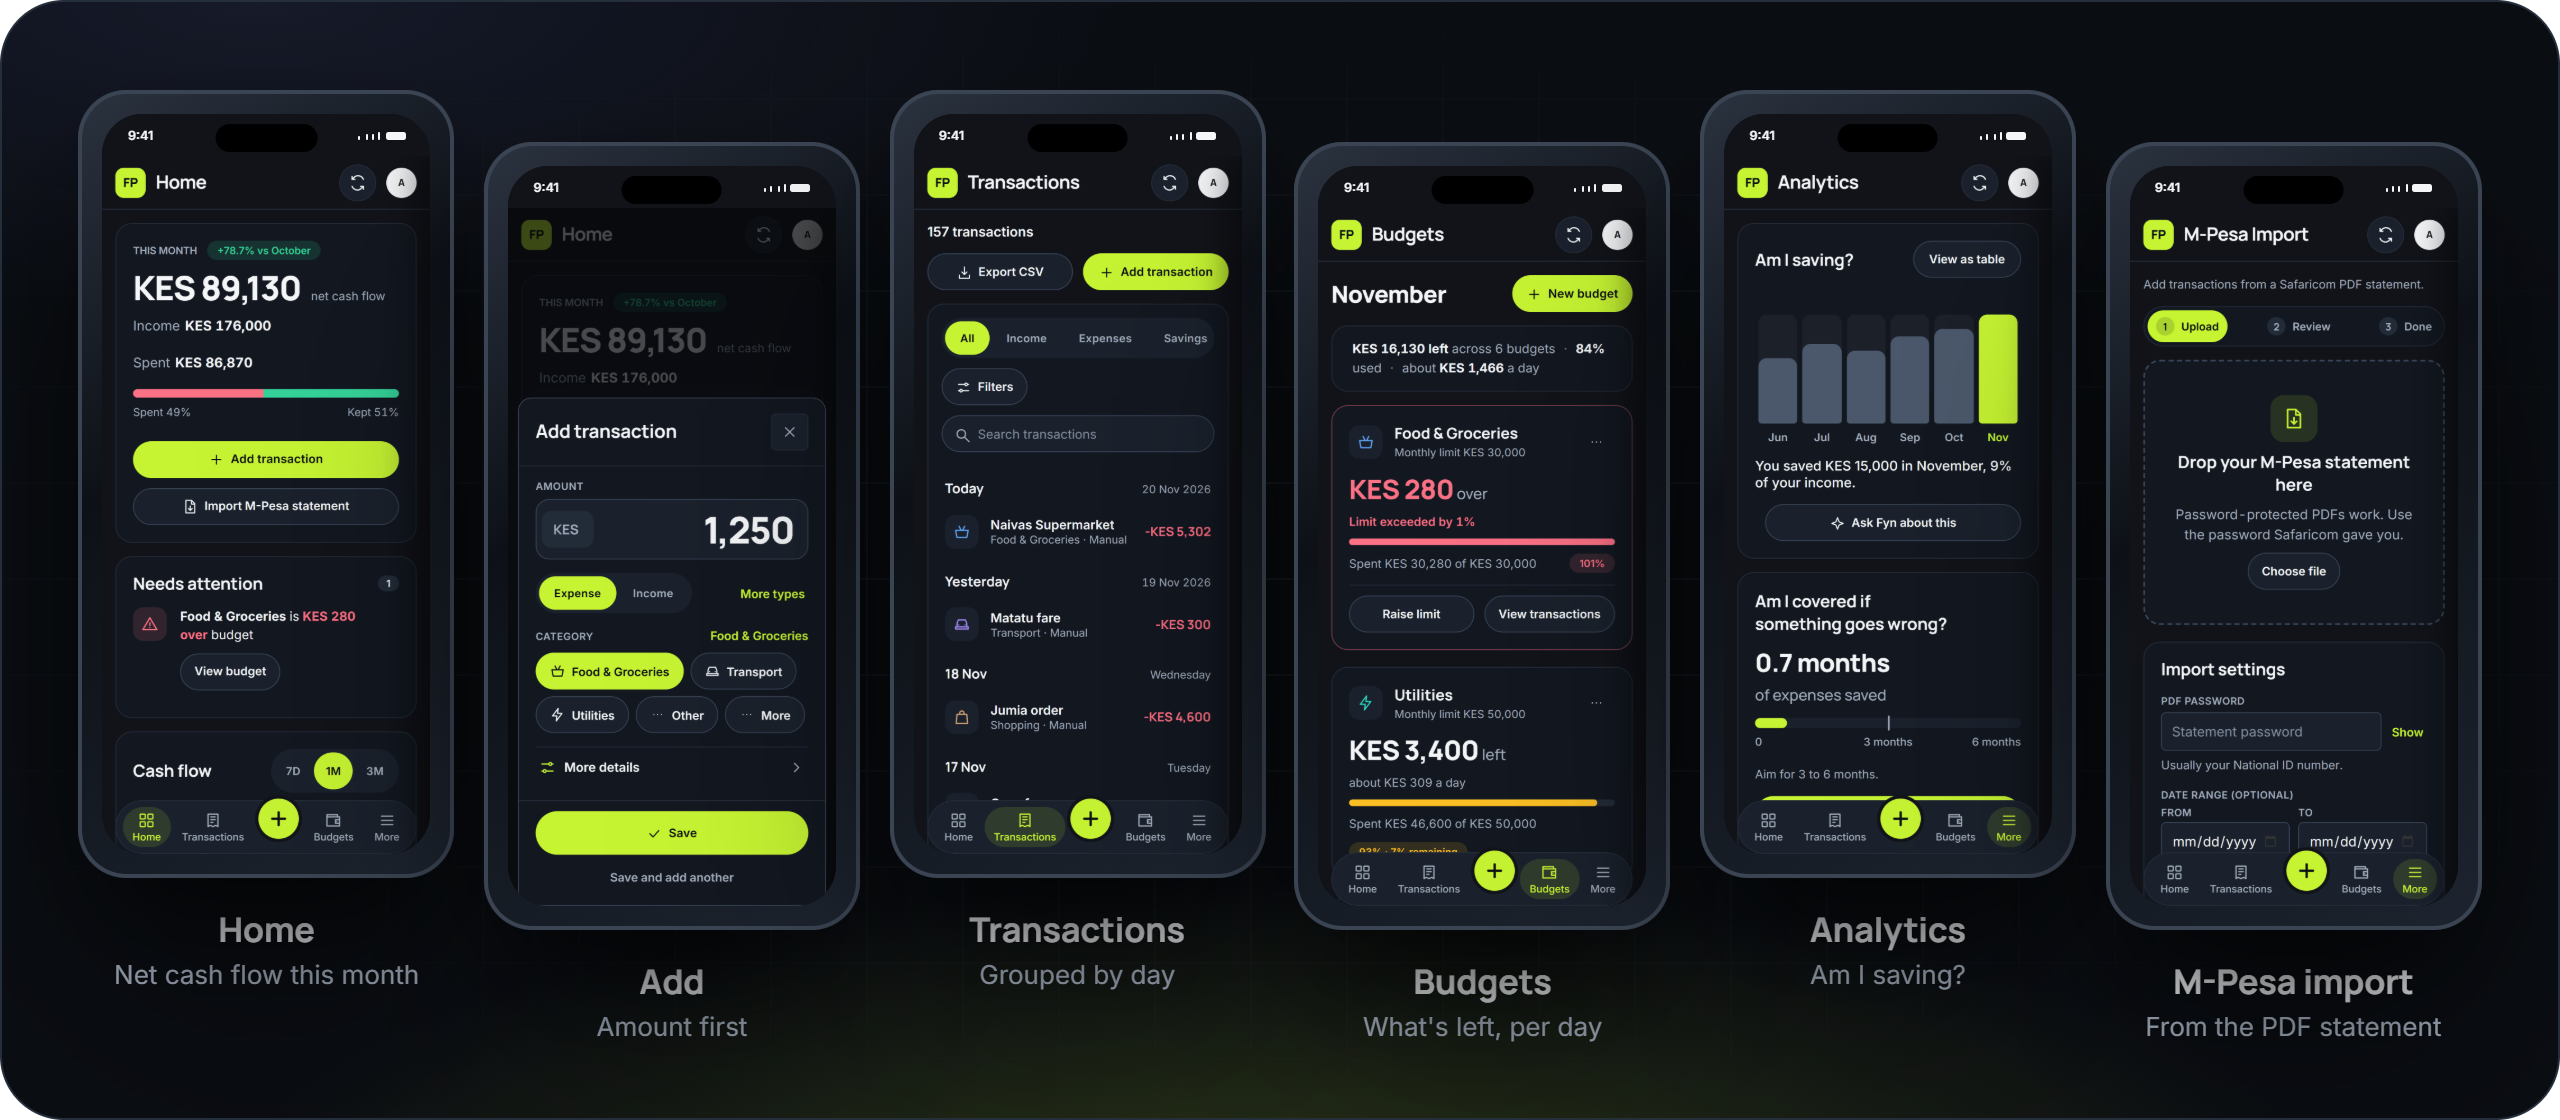 9:41
FP Home A
THIS MONTH +78.7% vs October
KES 89,130 net cash flow
Income KES 176,000
Spent KES 86,870
Spent 49% Kept 51%
+ Add transaction
Import M-Pesa statement
Needs attention 1
Food & Groceries is KES 280
over budget
View budget
Cash flow 7D 1M 3M
Home Transactions + Budgets More
Home
Net cash flow this month
9:41
FP Home A
THIS MONTH +78.7% vs October
KES 89,130 net cash flow
Income KES 176,000
Add transaction
AMOUNT
KES 1,250
Expense Income More types
CATEGORY Food & Groceries
Food & Groceries Transport
Utilities ··· Other ··· More
More details
Save
Save and add another
Add
Amount first
9:41
FP Transactions A
157 transactions
Export CSV + Add transaction
All Income Expenses Savings
Filters
Search transactions
Today 20 Nov 2026
Naivas Supermarket -KES 5,302
Food & Groceries · Manual
Yesterday 19 Nov 2026
Matatu fare -KES 300
Transport · Manual
18 Nov Wednesday
Jumia order -KES 4,600
Shopping · Manual
17 Nov Tuesday
Home Transactions + Budgets More
Transactions
Grouped by day
9:41
FP Budgets A
November + New budget
KES 16,130 left across 6 budgets · 84%
used · about KES 1,466 a day
Food & Groceries ···
Monthly limit KES 30,000
KES 280 over
Limit exceeded by 1%
Spent KES 30,280 of KES 30,000 101%
Raise limit View transactions
Utilities ···
Monthly limit KES 50,000
KES 3,400 left
about KES 309 a day
Spent KES 46,600 of KES 50,000
93% · 7% remaining
Home Transactions + Budgets More
Budgets
What's left, per day
9:41
FP Analytics A
Am I saving? View as table
Jun Jul Aug Sep Oct Nov
You saved KES 15,000 in November, 9%
of your income.
Ask Fyn about this
Am I covered if
something goes wrong?
0.7 months
of expenses saved
0 3 months 6 months
Aim for 3 to 6 months.
Home Transactions + Budgets More
Analytics
Am I saving?
9:41
FP M-Pesa Import A
Add transactions from a Safaricom PDF statement.
1 Upload 2 Review 3 Done
Drop your M-Pesa statement
here
Password-protected PDFs work. Use
the password Safaricom gave you.
Choose file
Import settings
PDF PASSWORD
Statement password Show
Usually your National ID number.
DATE RANGE (OPTIONAL)
FROM TO
mm/dd/yyyy mm/dd/yyyy
Home Transactions + Budgets More
M-Pesa import
From the PDF statement